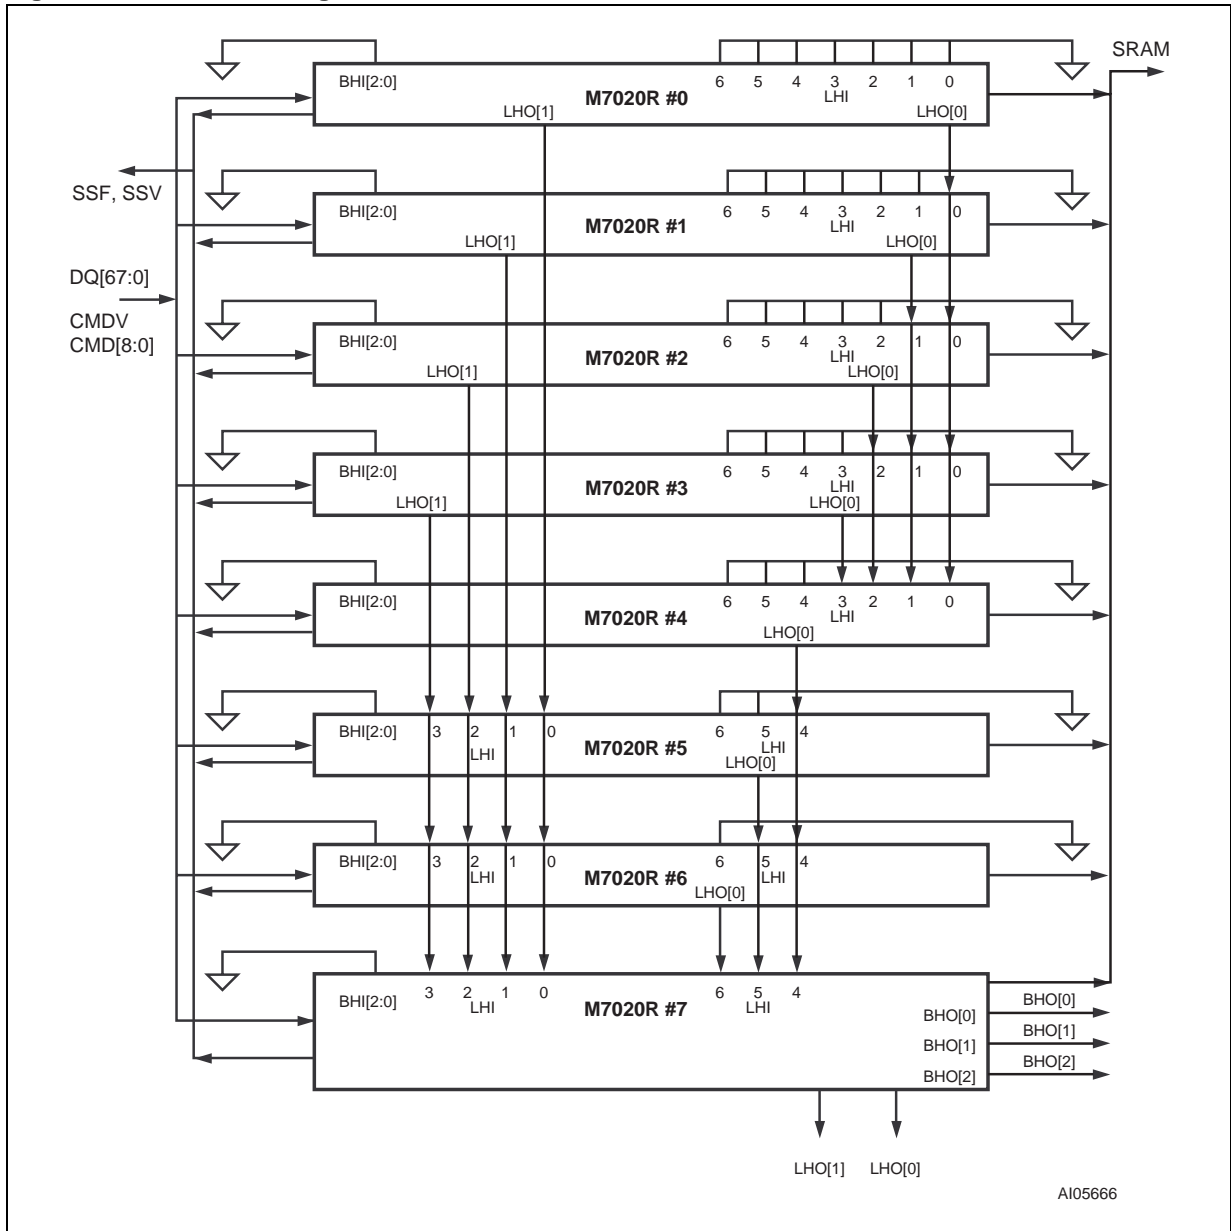 SRAM
BHI[2:0] 6 5 4 3 2 1 0
M7020R #0 LHI
LHO[1] LHO[0]
SSF, SSV
BHI[2:0] 6 5 4 3 2 1 0
M7020R #1 LHI
LHO[1] LHO[0]
DQ[67:0]
CMDV
CMD[8:0]
BHI[2:0] 6 5 4 3 2 1 0
M7020R #2 LHI
LHO[1] LHO[0]
BHI[2:0] 6 5 4 3 2 1 0
M7020R #3 LHI
LHO[1] LHO[0]
BHI[2:0] 6 5 4 3 2 1 0
M7020R #4 LHI
LHO[0]
BHI[2:0] 3 2 1 0 6 5 4
LHI M7020R #5 LHI
LHO[0]
BHI[2:0] 3 2 1 0 6 5 4
LHI M7020R #6 LHI
LHO[0]
BHI[2:0] 3 2 1 0 6 5 4
LHI M7020R #7 LHI
BHO[0] BHO[0]
BHO[1] BHO[1]
BHO[2] BHO[2]
LHO[1] LHO[0]
AI05666